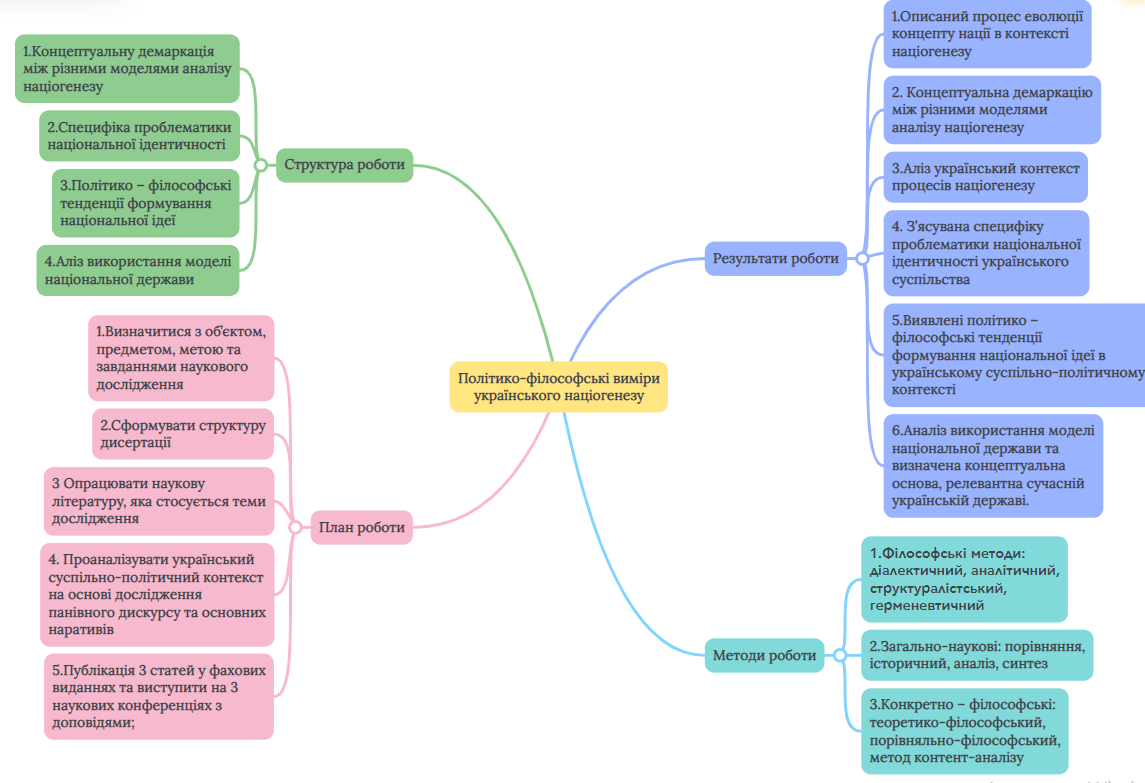 Політико-філософські виміри
українського націогенезу
Структура роботи
1.Концептуальну демаркація
між різними моделями аналізу
націогенезу
2.Специфіка проблематики
національної ідентичності
3.Політико – філософські
тенденції формування
національної ідеї
4.Аліз використання моделі
національної держави
План роботи
1.Визначитися з об'єктом,
предметом, метою та
завданнями наукового
дослідження
2.Сформувати структуру
дисертації
3 Опрацювати наукову
літературу, яка стосується теми
дослідження
4. Проаналізувати український
суспільно-політичний контекст
на основі дослідження
панівного дискурсу та основних
наративів
5.Публікація 3 статей у фахових
виданнях та виступити на 3
наукових конференціях з
доповідями;
Результати роботи
1.Описаний процес еволюції
концепту нації в контексті
націогенезу
2. Концептуальна демаркацію
між різними моделями
аналізу націогенезу
3.Аліз український контекст
процесів націогенезу
4. З'ясувана специфіку
проблематики національної
ідентичності українського
суспільства
5.Виявлені політико –
філософські тенденції
формування національної ідеї в
українському суспільно-політичному
контексті
6.Аналіз використання моделі
національної держави та
визначена концептуальна
основа, релевантна сучасній
українській державі.
Методи роботи
1.Філософські методи:
діалектичний, аналітичний,
структуралістський,
герменевтичний
2.Загально-наукові: порівняння,
історичний, аналіз, синтез
3.Конкретно – філософські:
теоретико-філософський,
порівняльно-філософський,
метод контент-аналізу